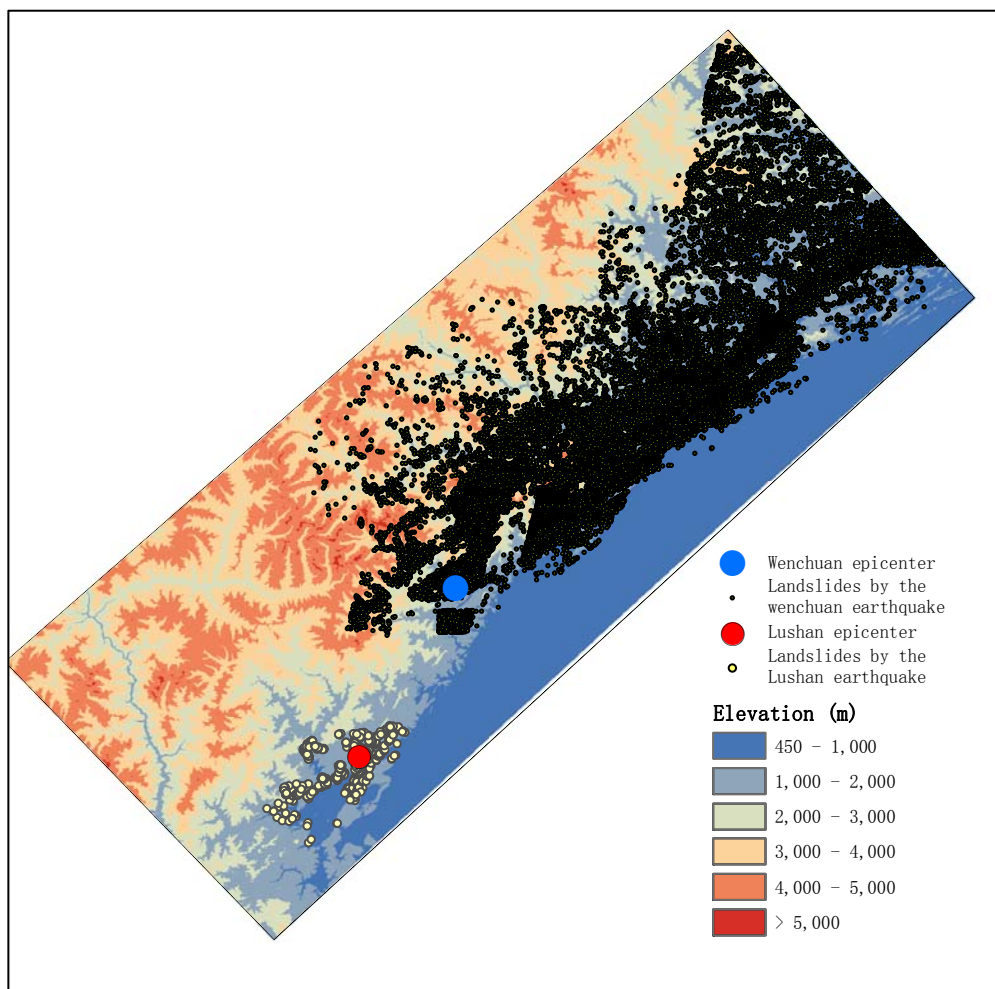 Wenchuan epicenter
Landslides by the
wenchuan earthquake
Lushan epicenter
Landslides by the
Lushan earthquake
Elevation (m)
450 - 1,000
1,000 - 2,000
2,000 - 3,000
3,000 - 4,000
4,000 - 5,000
> 5,000